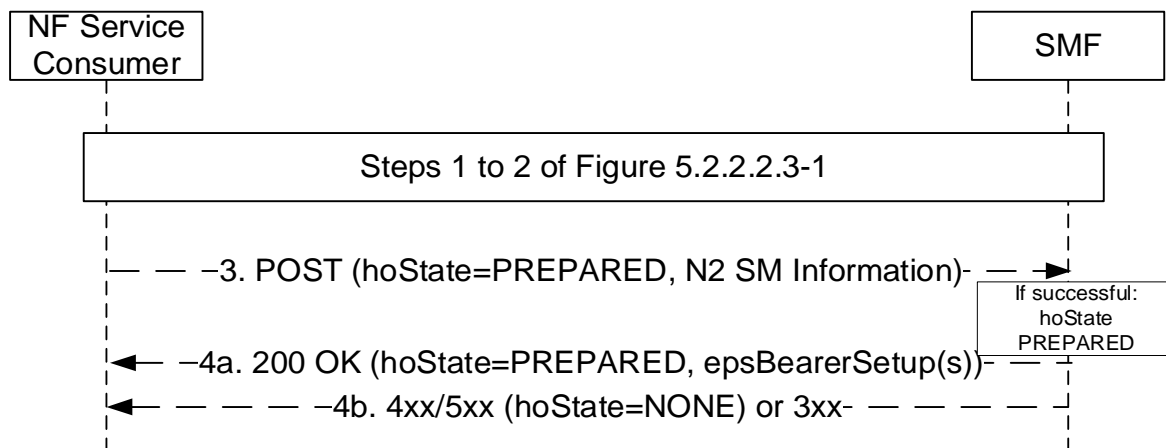 NF Service
Consumer
SMF
Steps 1 to 2 of Figure 5.2.2.2.3-1
3. POST (hoState=PREPARED, N2 SM Information)
If successful:
hoState
PREPARED
4a. 200 OK (hoState=PREPARED, epsBearerSetup(s))
4b. 4xx/5xx (hoState=NONE) or 3xx